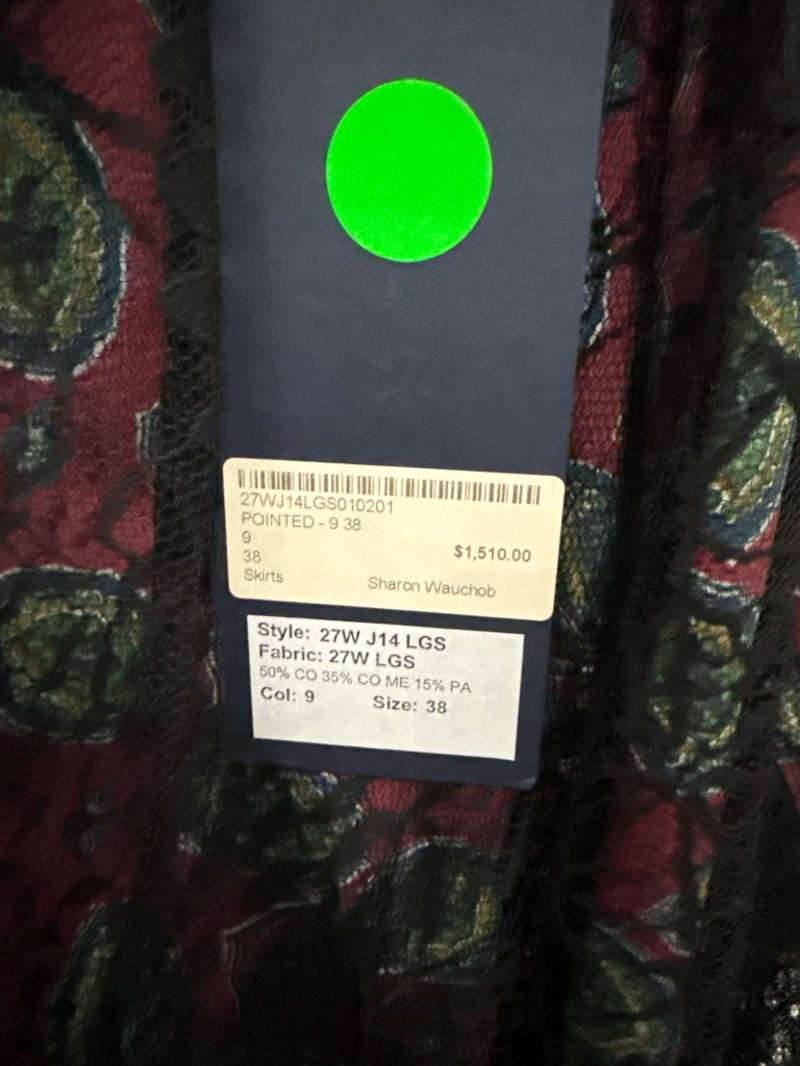 27WJ14LGS010201
POINTED - 9 38
9
38 $1,510.00
Skirts Sharon Wauchob
Style: 27W J14 LGS
Fabric: 27W LGS
50% CO 35% CO ME 15% PA
Col: 9 Size: 38